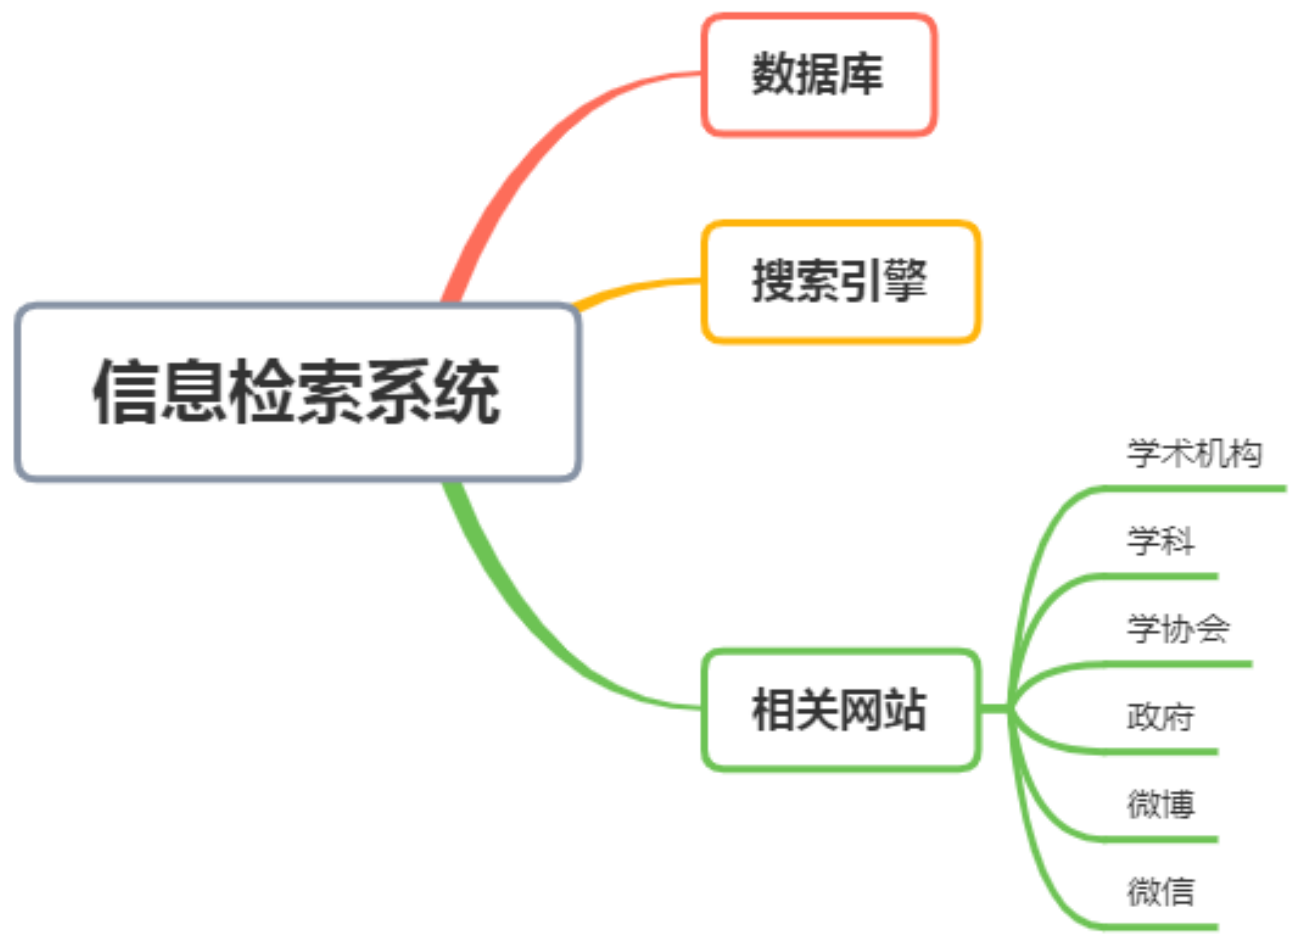 数据库
搜索引擎
信息检索系统
学术机构
学科
学协会
政府
相关网站
微博
微信